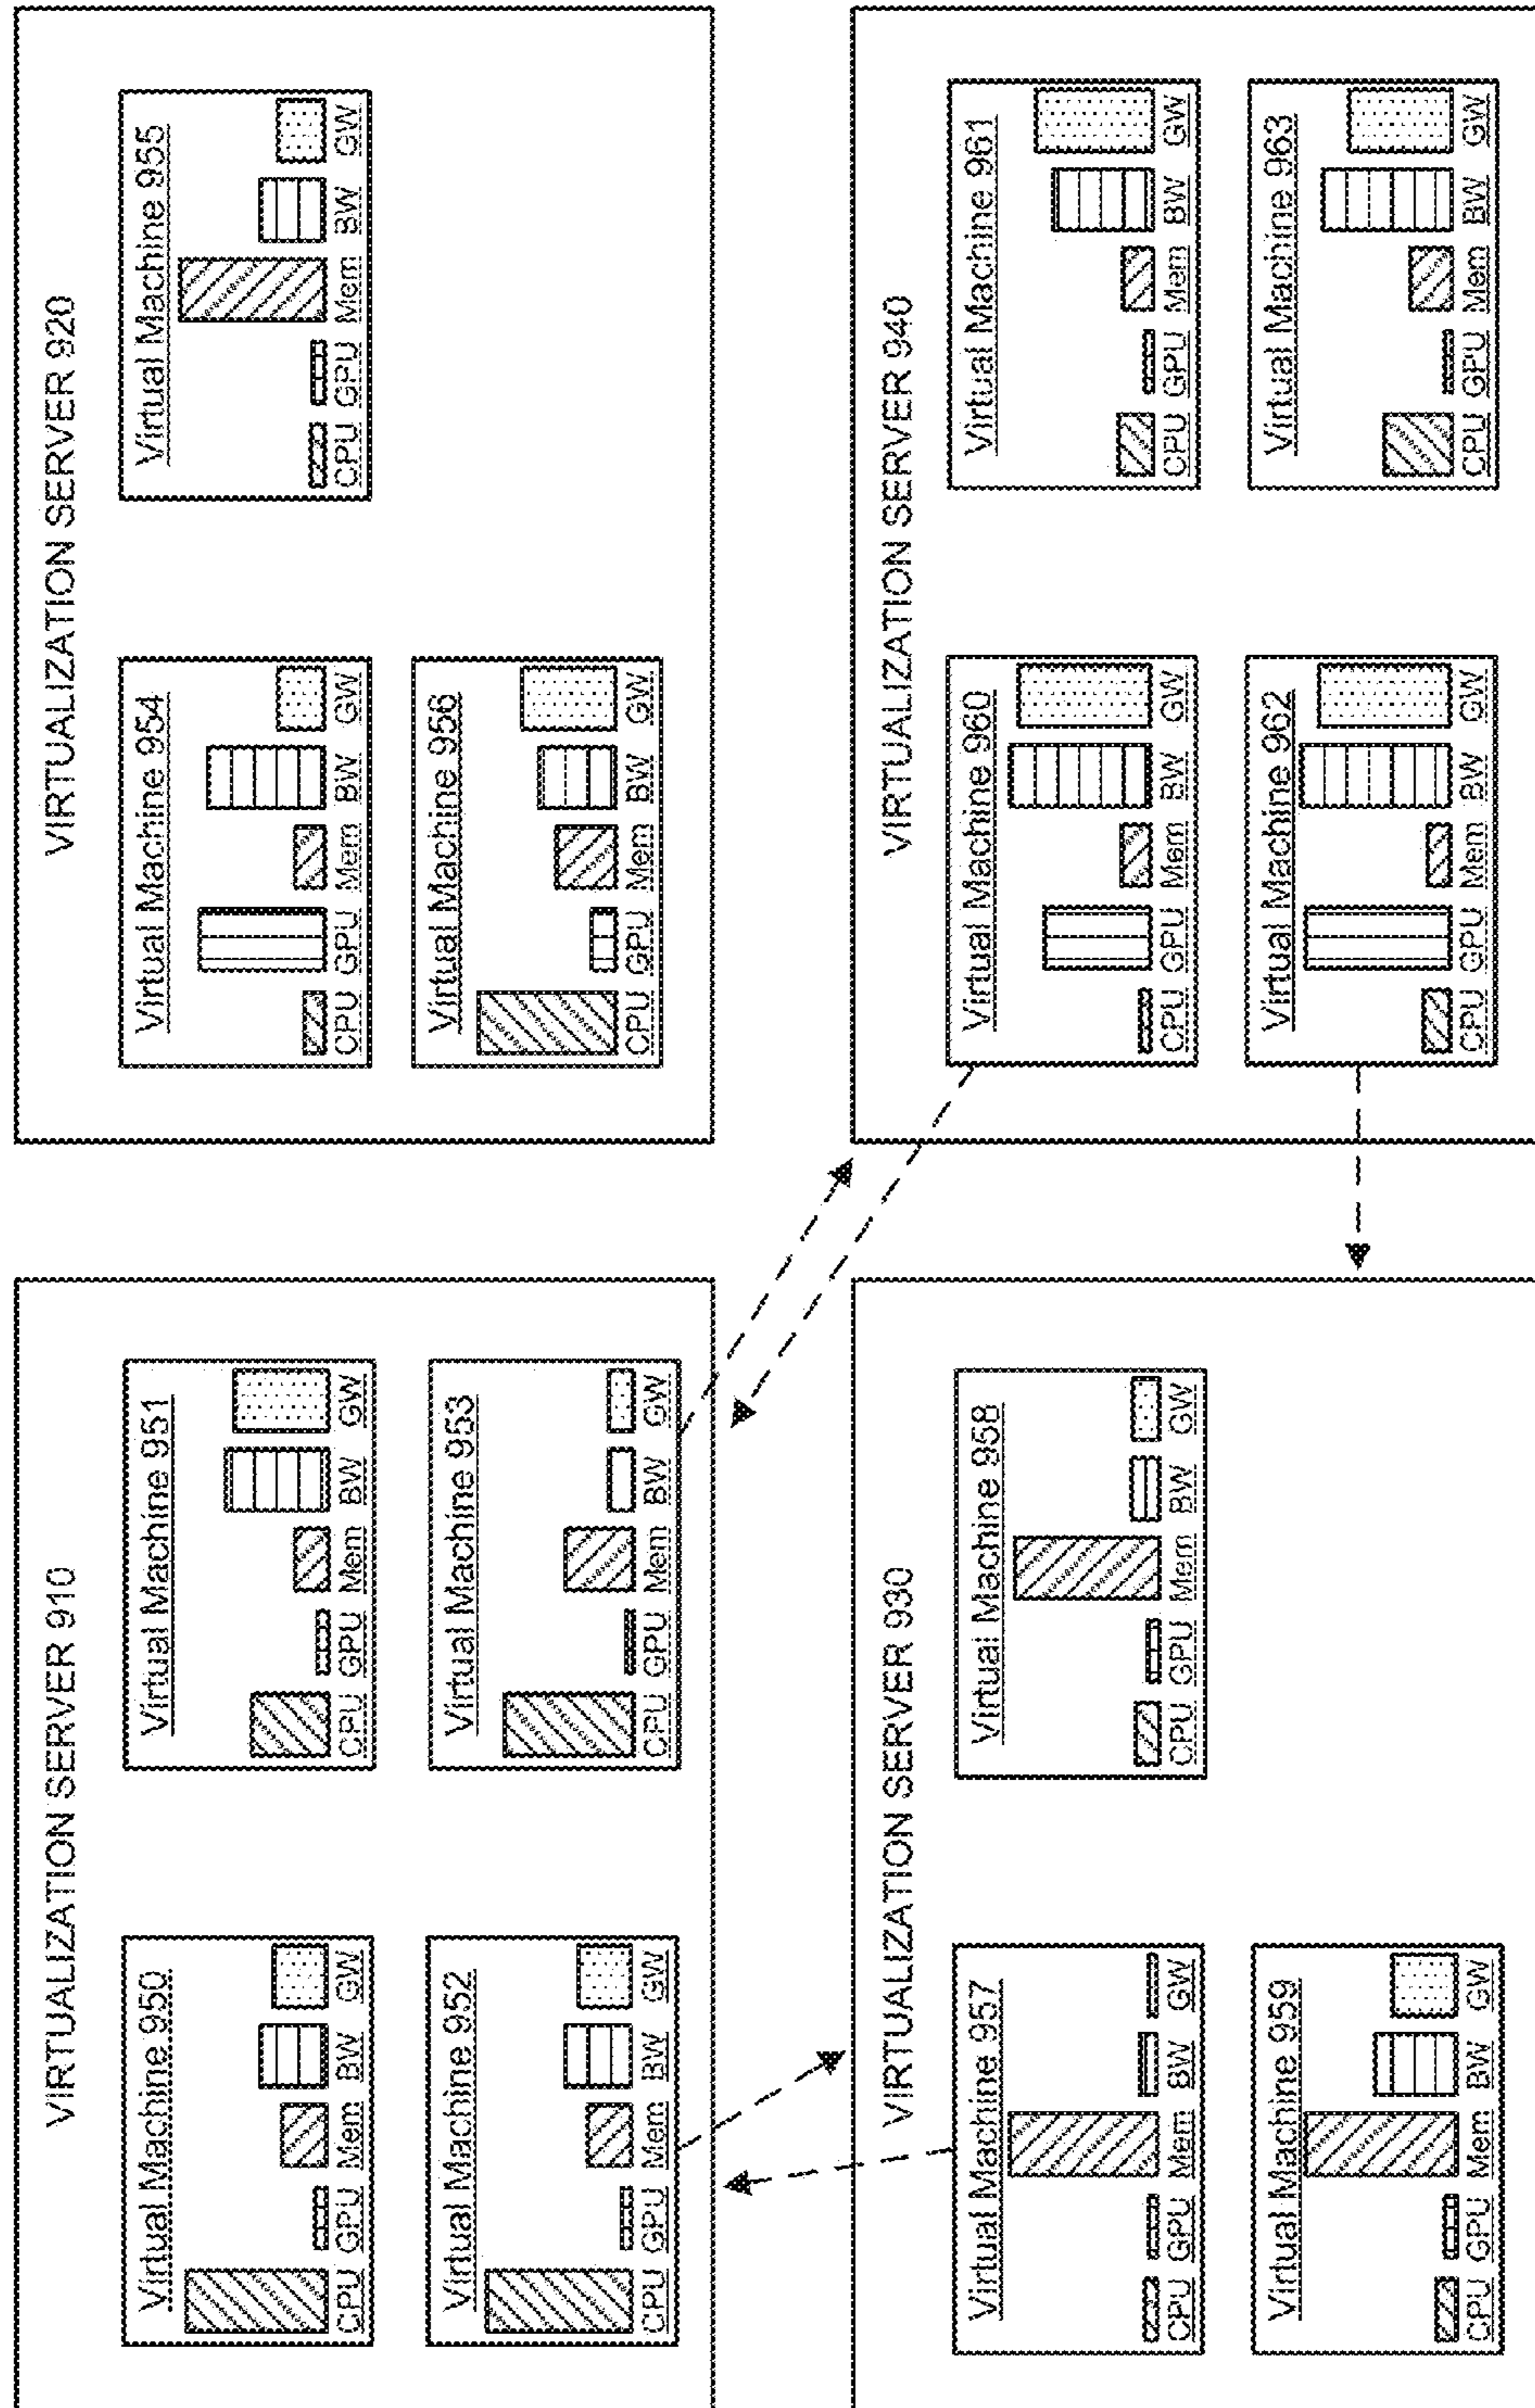 VIRTUALIZATION SERVER 910
Virtual Machine 950
CPU GPU Mem BW GW
Virtual Machine 951
CPU GPU Mem BW GW
Virtual Machine 952
CPU GPU Mem BW GW
Virtual Machine 953
CPU GPU Mem BW GW
VIRTUALIZATION SERVER 920
Virtual Machine 954
CPU GPU Mem BW GW
Virtual Machine 955
CPU GPU Mem BW GW
Virtual Machine 956
CPU GPU Mem BW GW
VIRTUALIZATION SERVER 930
Virtual Machine 957
CPU GPU Mem BW GW
Virtual Machine 958
CPU GPU Mem BW GW
Virtual Machine 959
CPU GPU Mem BW GW
VIRTUALIZATION SERVER 940
Virtual Machine 960
CPU GPU Mem BW GW
Virtual Machine 961
CPU GPU Mem BW GW
Virtual Machine 962
CPU GPU Mem BW GW
Virtual Machine 963
CPU GPU Mem BW GW